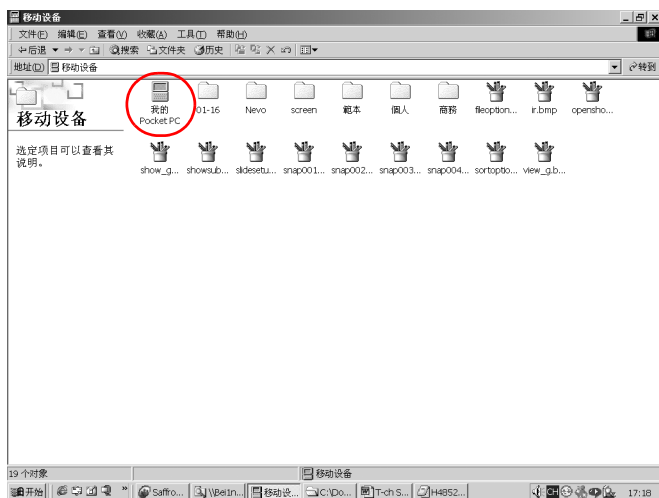 移动设备
文件(F) 编辑(E) 查看(V) 收藏(A) 工具(T) 帮助(H)
后退 搜索 文件夹 历史
地址(D) 移动设备 转到
移动设备
选定项目可以查看其
说明。
我的
Pocket PC
01-16
Nevo
screen
範本
個人
商務
fileoption...
ir.bmp
opensho...
show_g...
showsub...
slidesetu...
snap001...
snap002...
snap003...
snap004...
sortoptio...
view_g.b...
19 个对象 移动设备
开始 » Saffro... \\Bei1n... 移动设... C:\Do... T-ch S... H4852... CH 17:18